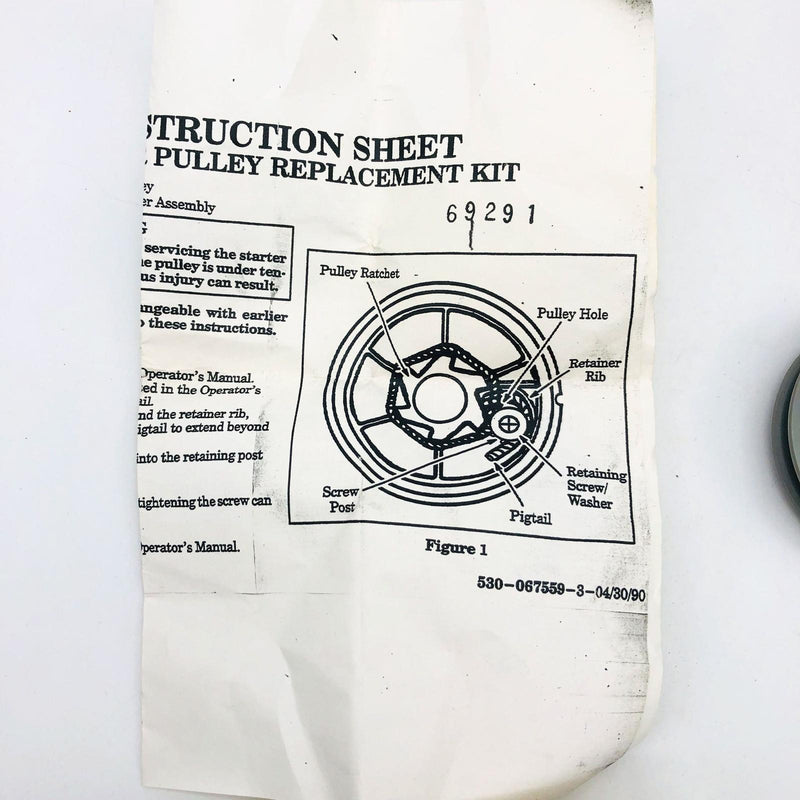 STRUCTION SHEET
PULLEY REPLACEMENT KIT
ey
er Assembly
69291
G
servicing the starter
he pulley is under ten-
us injury can result.
angeable with earlier
o these instructions.
Operator's Manual.
sed in the Operator's
ail.
nd the retainer rib,
igtail to extend beyond
into the retaining post
tightening the screw can
Operator's Manual.
Pulley Ratchet
Pulley Hole
Retainer
Rib
Retaining
Screw/
Washer
Pigtail
Screw
Post
Figure 1
530-067559-3-04/30/90